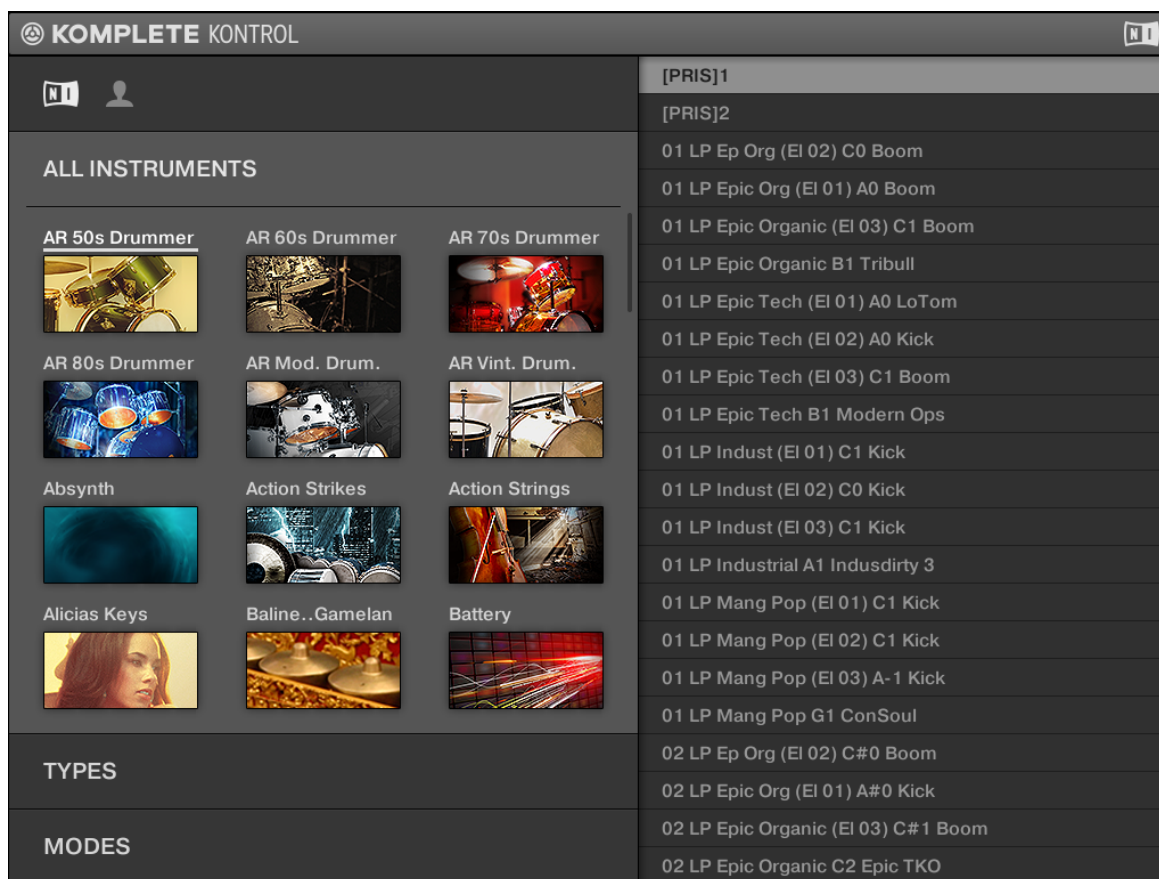 KOMPLETE KONTROL
NI
NI
ALL INSTRUMENTS
AR 50s Drummer
AR 60s Drummer
AR 70s Drummer
AR 80s Drummer
AR Mod. Drum.
AR Vint. Drum.
Absynth
Action Strikes
Action Strings
Alicias Keys
Baline..Gamelan
Battery
TYPES
MODES
[PRIS]1
[PRIS]2
01 LP Ep Org (El 02) C0 Boom
01 LP Epic Org (El 01) A0 Boom
01 LP Epic Organic (El 03) C1 Boom
01 LP Epic Organic B1 Tribull
01 LP Epic Tech (El 01) A0 LoTom
01 LP Epic Tech (El 02) A0 Kick
01 LP Epic Tech (El 03) C1 Boom
01 LP Epic Tech B1 Modern Ops
01 LP Indust (El 01) C1 Kick
01 LP Indust (El 02) C0 Kick
01 LP Indust (El 03) C1 Kick
01 LP Industrial A1 Indusdirty 3
01 LP Mang Pop (El 01) C1 Kick
01 LP Mang Pop (El 02) C1 Kick
01 LP Mang Pop (El 03) A-1 Kick
01 LP Mang Pop G1 ConSoul
02 LP Ep Org (El 02) C#0 Boom
02 LP Epic Org (El 01) A#0 Kick
02 LP Epic Organic (El 03) C#1 Boom
02 LP Epic Organic C2 Epic TKO